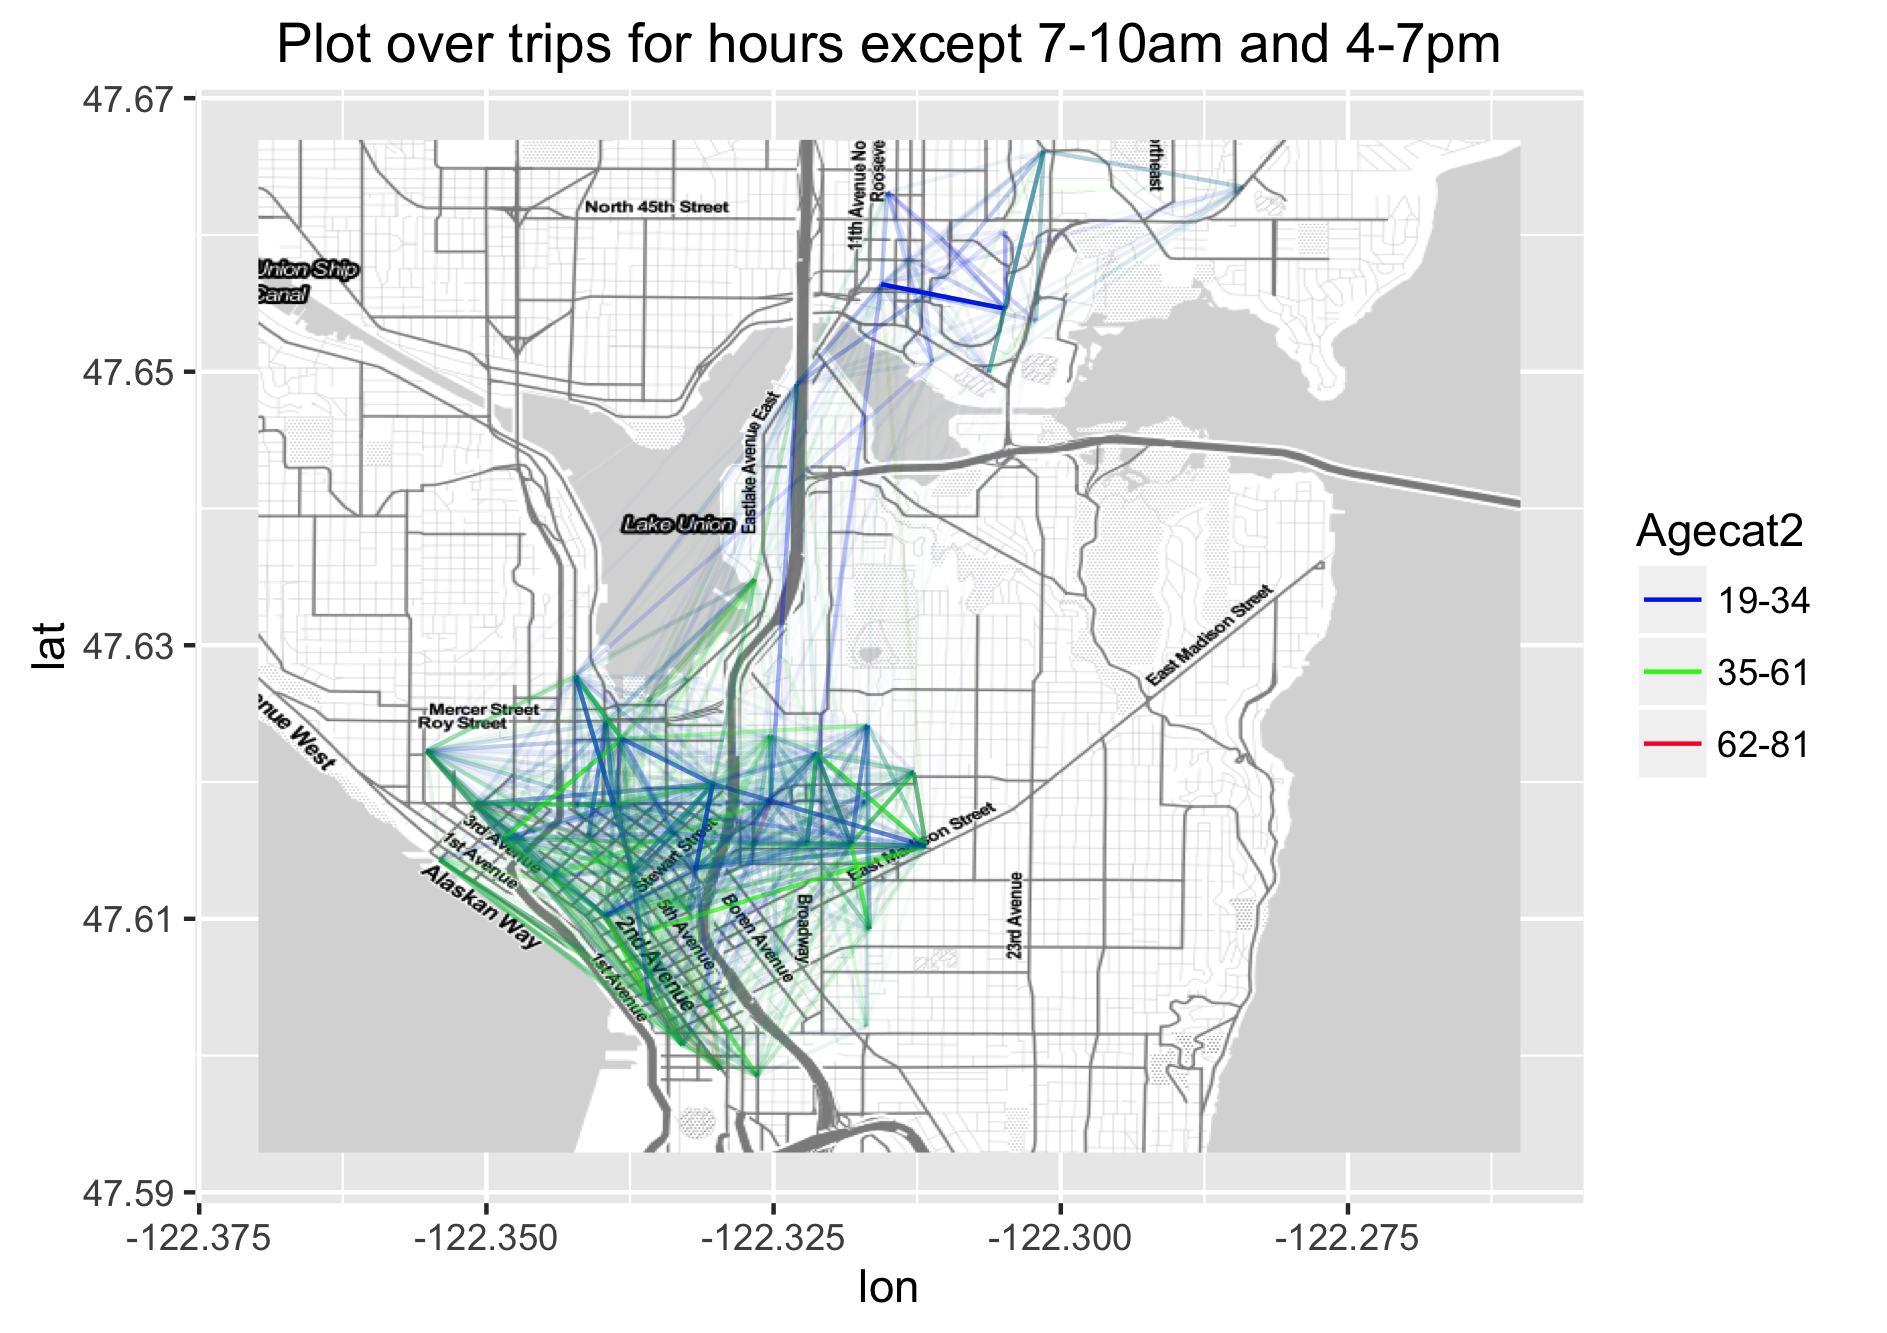 Plot over trips for hours except 7-10am and 4-7pm
47.67
47.65
47.63
47.61
47.59
lat
-122.375
-122.350
-122.325
-122.300
-122.275
lon
Agecat2
19-34
35-61
62-81
North 45th Street
11th Avenue No
Rooseve
rtheast
Union Ship
Canal
Eastlake Avenue East
Lake Union
East Madison Street
Mercer Street
Roy Street
nue West
3rd Avenue
1st Avenue
Alaskan Way
Stewart Street
East Madison Street
5th Avenue
2nd Avenue
1st Avenue
Boren Avenue
Broadway
23rd Avenue